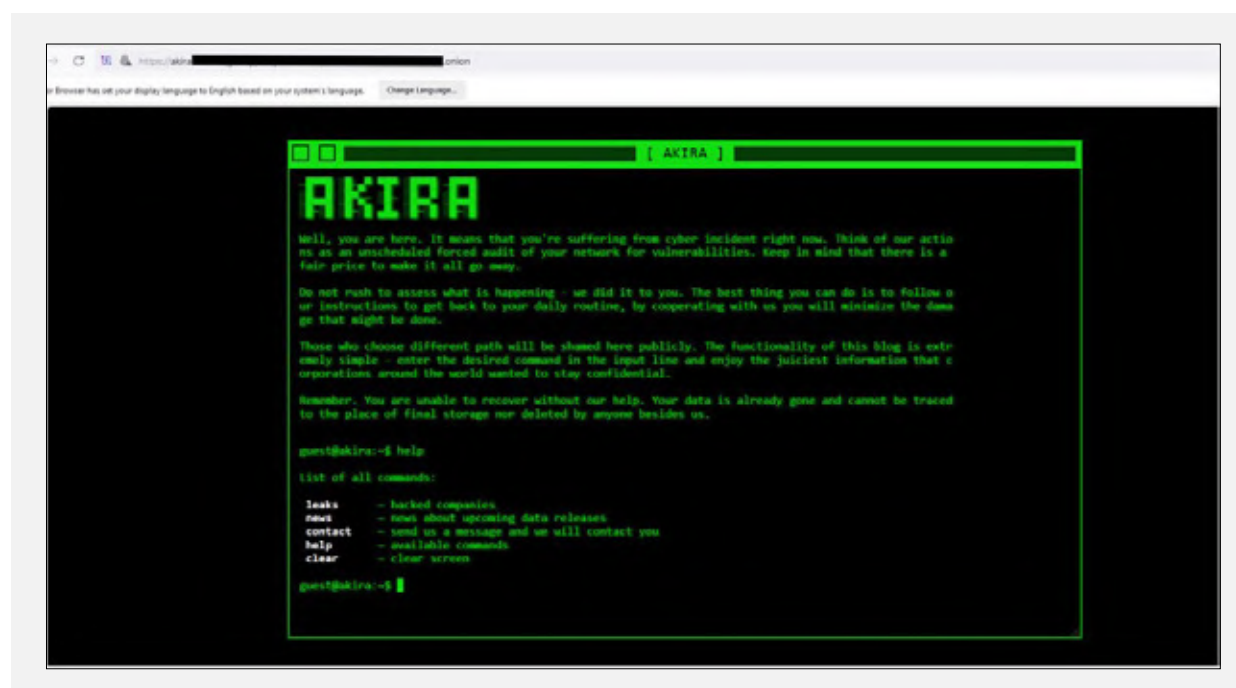 https://akira .onion
or Browser has set your display language to English based on your system's language. Change Language...
[ AKIRA ]
AKIRA
Well, you are here. It means that you're suffering from cyber incident right now. Think of our actio
ns as an unscheduled forced audit of your network for vulnerabilities. Keep in mind that there is a
fair price to make it all go away.
Do not rush to assess what is happening - we did it to you. The best thing you can do is to follow o
ur instructions to get back to your daily routine, by cooperating with us you will minimize the dama
ge that might be done.
Those who choose different path will be shamed here publicly. The functionality of this blog is extr
emely simple - enter the desired command in the input line and enjoy the juiciest information that c
orporations around the world wanted to stay confidential.
Remember. You are unable to recover without our help. Your data is already gone and cannot be traced
to the place of final storage nor deleted by anyone besides us.
guest@akira:~$ help
List of all commands:
leaks - hacked companies
news - news about upcoming data releases
contact - send us a message and we will contact you
help - available commands
clear - clear screen
guest@akira:~$